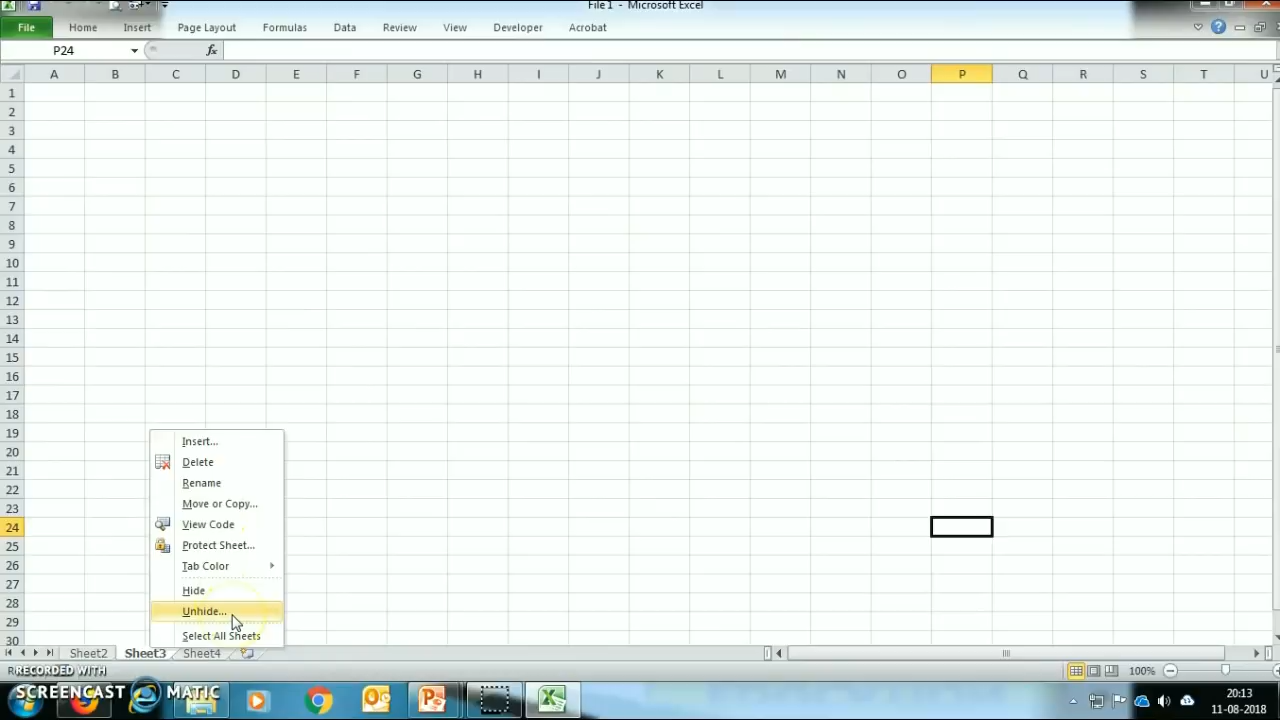 File 1 - Microsoft Excel
File Home Insert Page Layout Formulas Data Review View Developer Acrobat
P24 fx
A B C D E F G H I J K L M N O P Q R S T U
1
2
3
4
5
6
7
8
9
10
11
12
13
14
15
16
17
18
19
20
21
22
23
24
25
26
27
28
29
30
Insert...
Delete
Rename
Move or Copy...
View Code
Protect Sheet...
Tab Color
Hide
Unhide...
Select All Sheets
Sheet2 Sheet3 Sheet4
100%
RECORDED WITH
SCREENCAST MATIC
20:13
11-08-2018